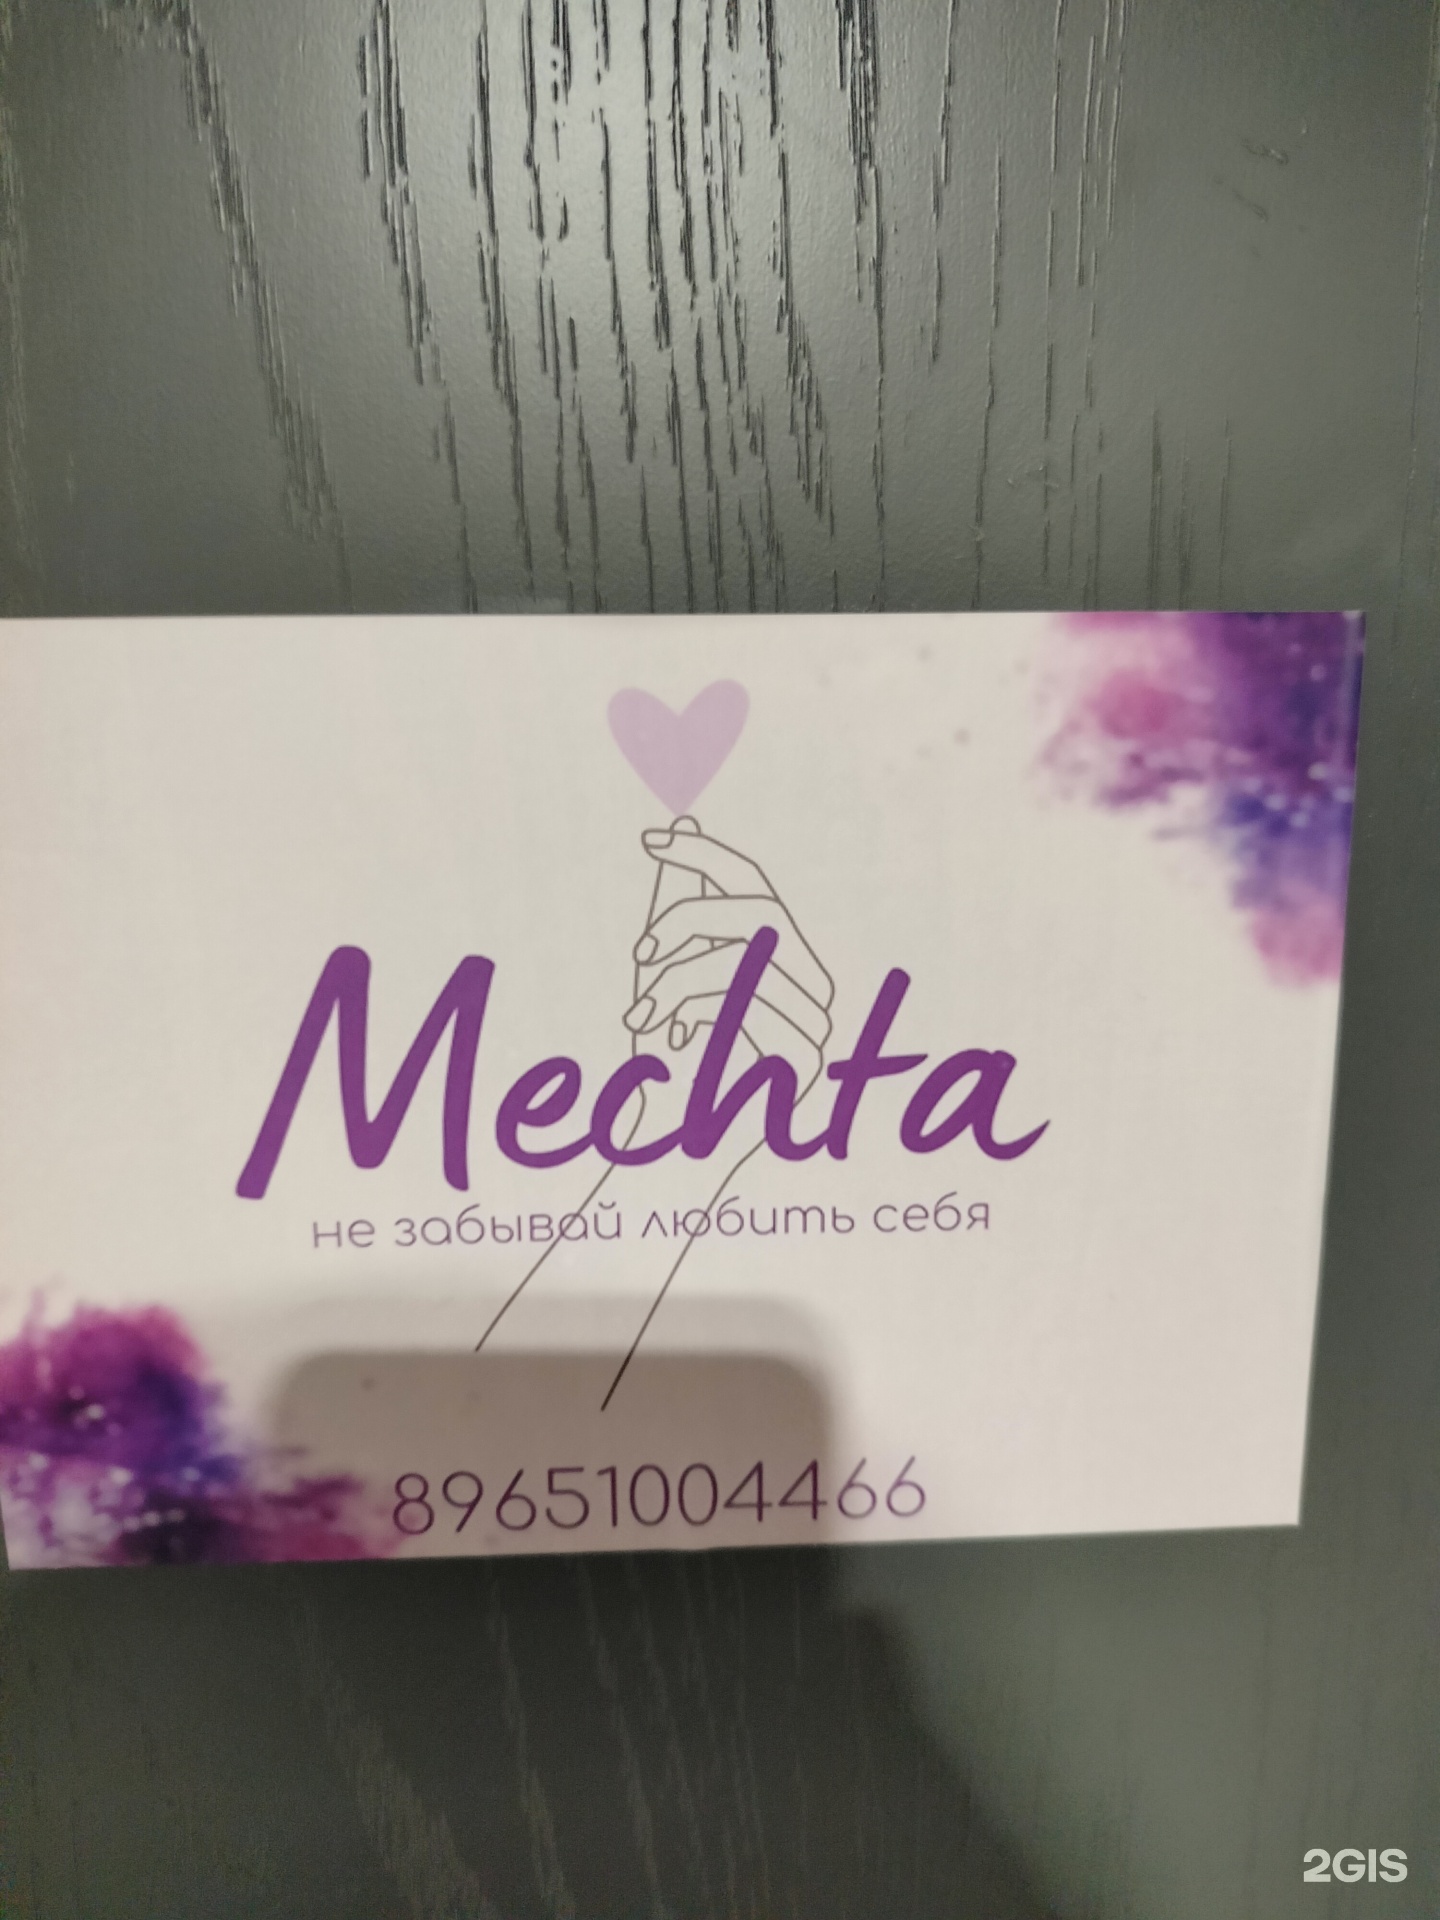 Mechta
не забывай любить себя
89651004466
2GIS